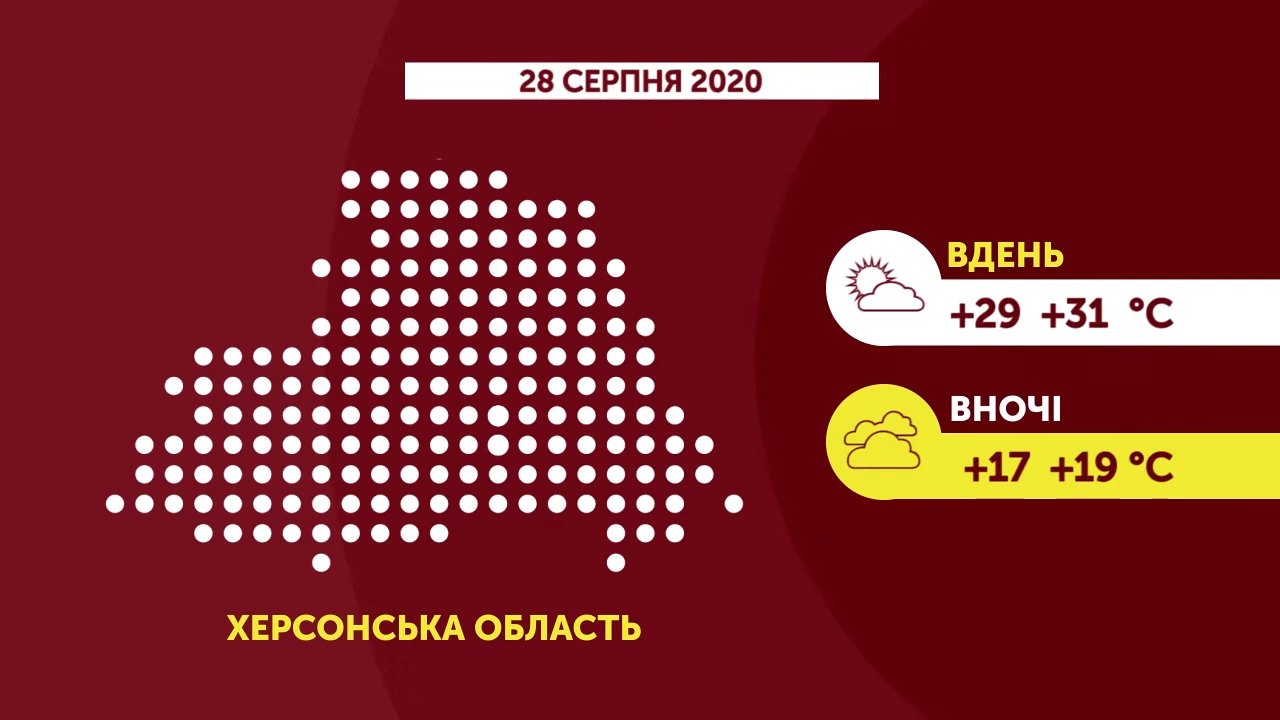 28 СЕРПНЯ 2020
ВДЕНЬ
+29 +31 °C
ВНОЧІ
+17 +19 °C
ХЕРСОНСЬКА ОБЛАСТЬ